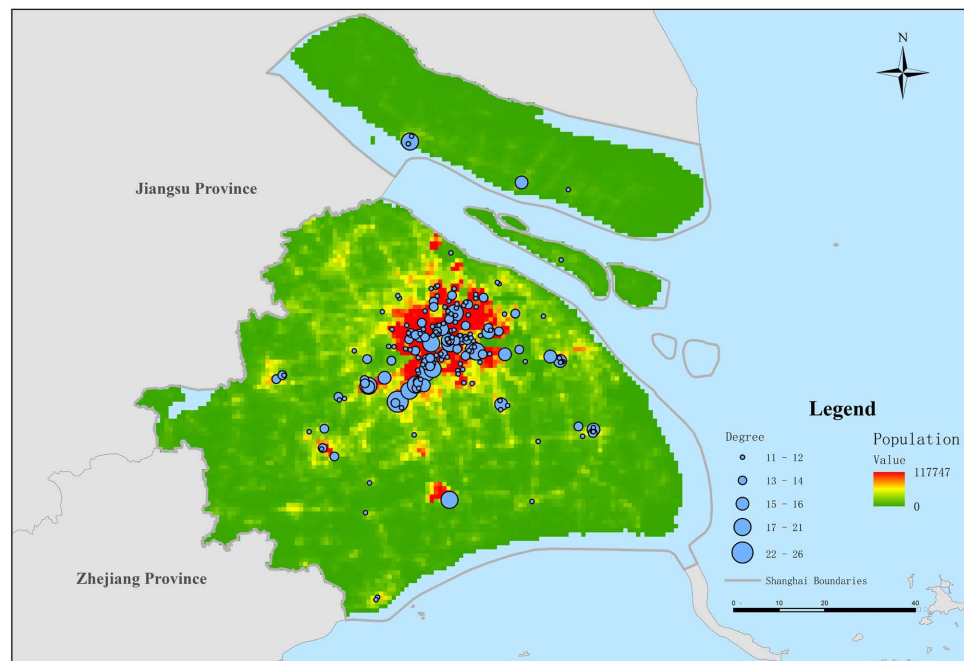 N
Jiangsu Province
Zhejiang Province
Legend
Degree
11 - 12
13 - 14
15 - 16
17 - 21
22 - 26
Shanghai Boundaries
Population
Value
117747
0
0 10 20 40